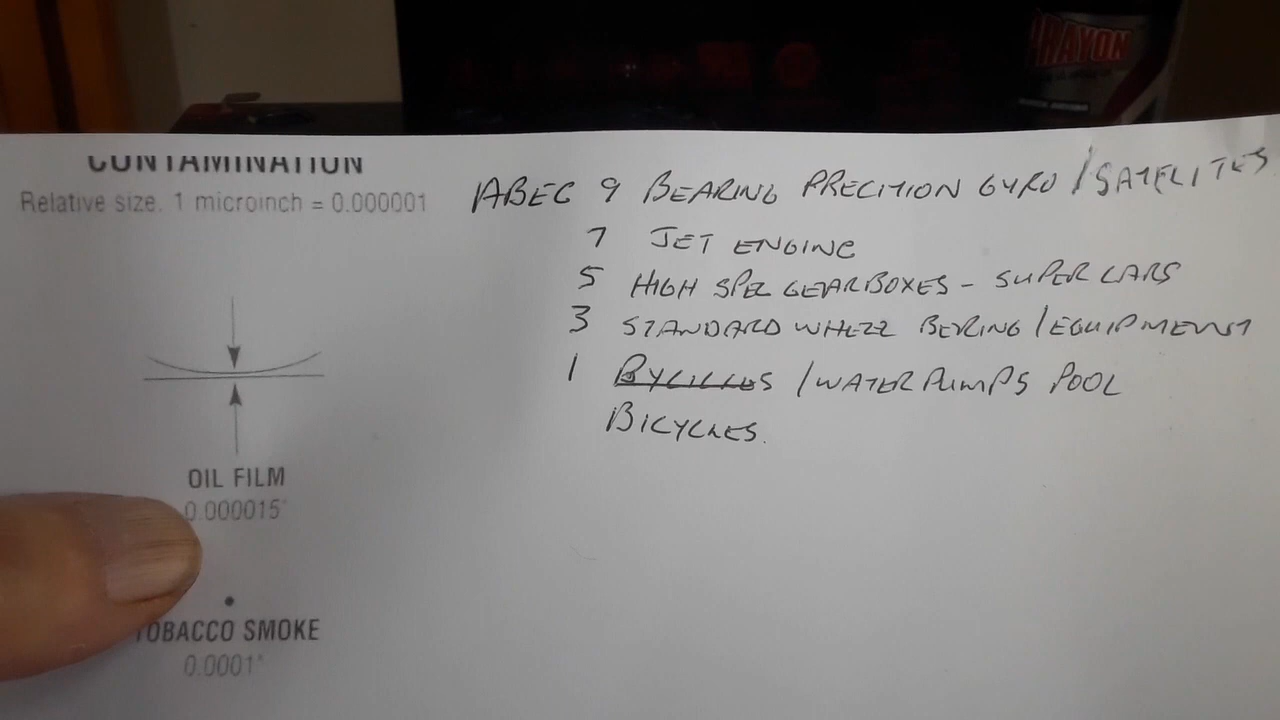 RAYON
CONTAMINATION
Relative size. 1 microinch = 0.000001
OIL FILM
0.000015"
TOBACCO SMOKE
0.0001"
ABEC 9 BEARING PRECITION GYRO / SATELITES
7 JET ENGINE
5 HIGH SPEE GEARBOXES - SUPER CARS
3 STANDARD WHEEL BERING / EQUIPMENT
1 BYCICLES / WATER PUMPS POOL
BICYCLES.